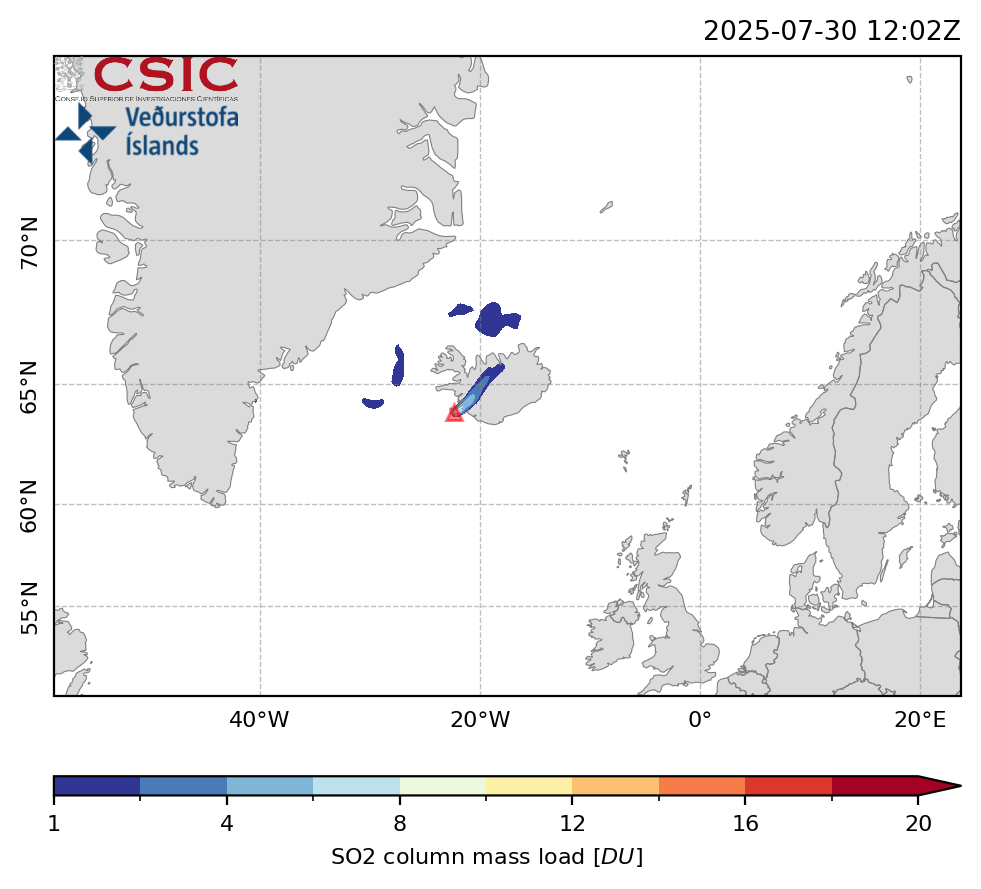 2025-07-30 12:02Z
CSIC
CONSEJO SUPERIOR DE INVESTIGACIONES CIENTÍFICAS
Veðurstofa
Íslands
70°N
65°N
60°N
55°N
40°W 20°W 0° 20°E
1 4 8 12 16 20
SO2 column mass load [DU]